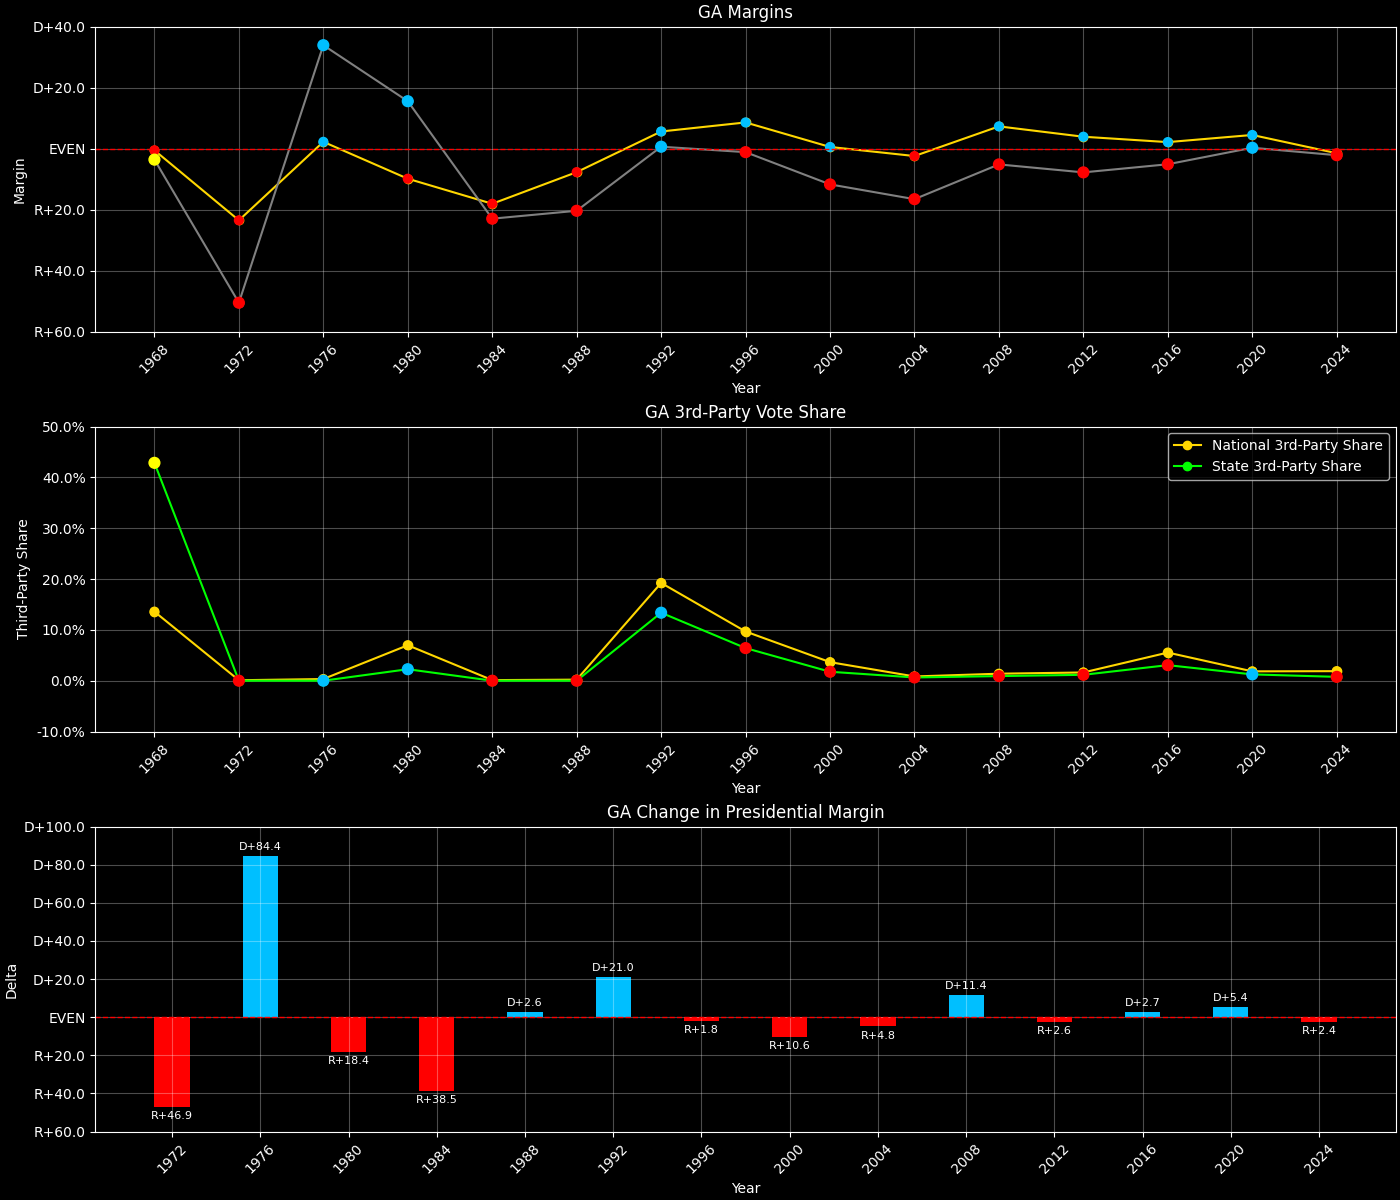 GA Margins
D+40.0
D+20.0
EVEN
R+20.0
R+40.0
R+60.0
Margin
1968
1972
1976
1980
1984
1988
1992
1996
2000
2004
2008
2012
2016
2020
2024
Year
GA 3rd-Party Vote Share
50.0%
40.0%
30.0%
20.0%
10.0%
0.0%
-10.0%
Third-Party Share
National 3rd-Party Share
State 3rd-Party Share
1968
1972
1976
1980
1984
1988
1992
1996
2000
2004
2008
2012
2016
2020
2024
Year
GA Change in Presidential Margin
D+100.0
D+80.0
D+60.0
D+40.0
D+20.0
EVEN
R+20.0
R+40.0
R+60.0
Delta
R+46.9
D+84.4
R+18.4
R+38.5
D+2.6
D+21.0
R+1.8
R+10.6
R+4.8
D+11.4
R+2.6
D+2.7
D+5.4
R+2.4
1972
1976
1980
1984
1988
1992
1996
2000
2004
2008
2012
2016
2020
2024
Year